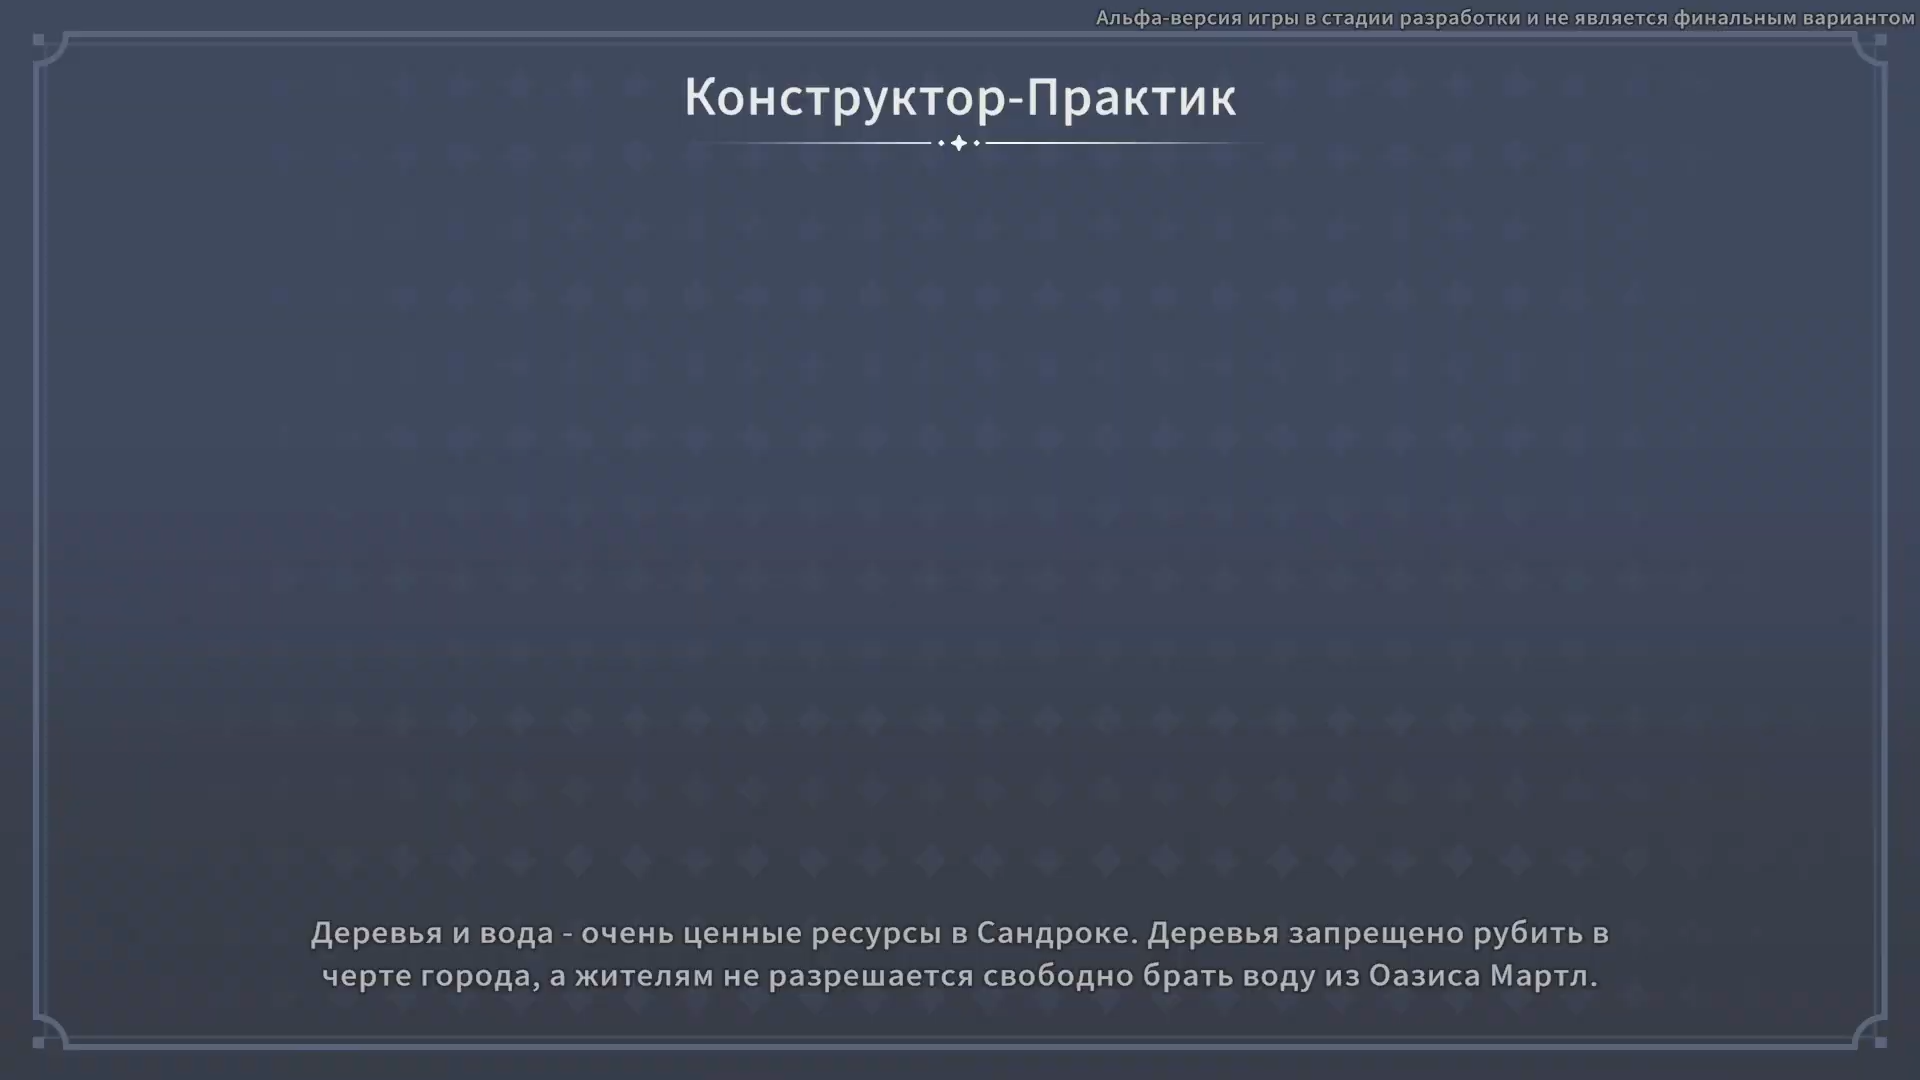 Альфа-версия игры в стадии разработки и не является финальным вариантом
Конструктор-Практик
Деревья и вода - очень ценные ресурсы в Сандроке. Деревья запрещено рубить в
черте города, а жителям не разрешается свободно брать воду из Оазиса Мартл.